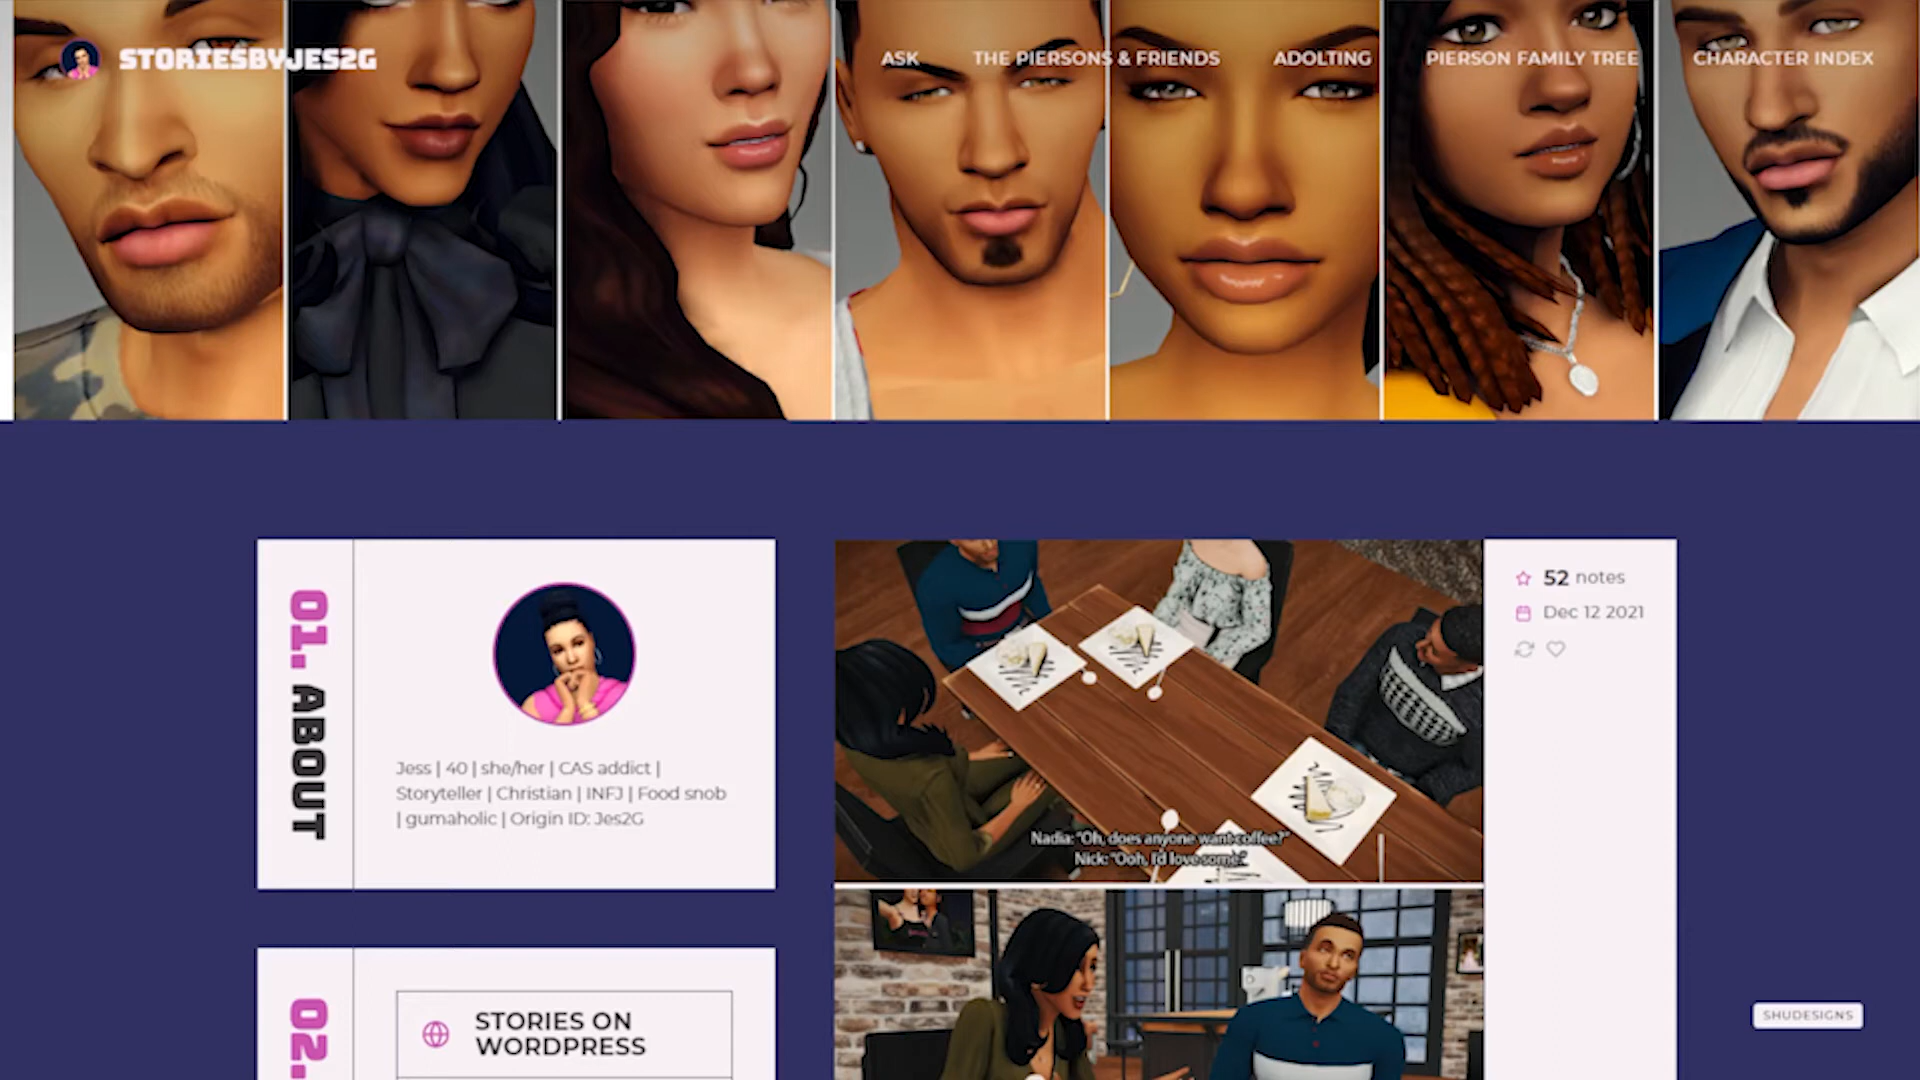 STORIESBYJES2G
ASK
THE PIERSONS & FRIENDS
ADOLTING
PIERSON FAMILY TREE
CHARACTER INDEX
01. ABOUT
Jess | 40 | she/her | CAS addict |
Storyteller | Christian | INFJ | Food snob
| gumaholic | Origin ID: Jes2G
52 notes
Dec 12 2021
Nadia: "Oh, does anyone want coffee?"
Nick: "Ooh, I'd love some."
02.
STORIES ON
WORDPRESS
SHUDESIGNS